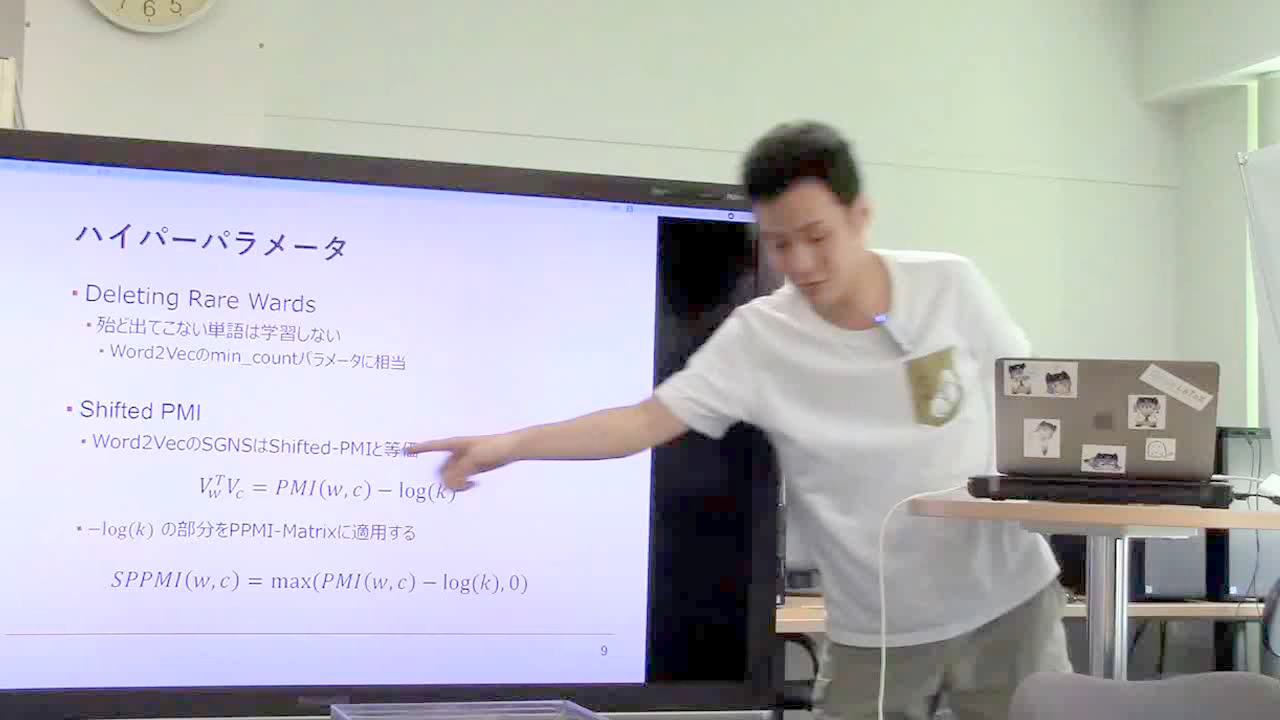 7 6 5
ハイパーパラメータ
Deleting Rare Wards
殆ど出てこない単語は学習しない
Word2Vecのmin_countパラメータに相当
Shifted PMI
Word2VecのSGNSはShifted-PMIと等価
V_w^T V_c = PMI(w, c) − log(k)
−log(k) の部分をPPMI-Matrixに適用する
SPPMI(w, c) = max(PMI(w, c) − log(k), 0)
9
LaTeX